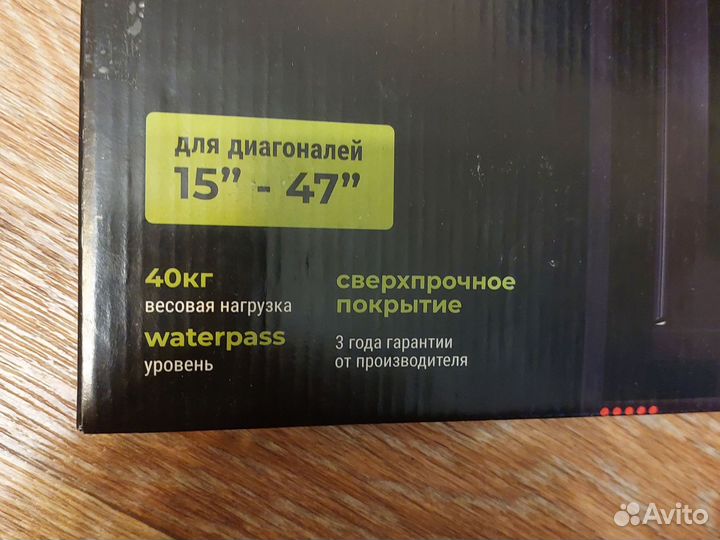 для диагоналей
15” - 47”
40кг
весовая нагрузка
waterpass
уровень
сверхпрочное
покрытие
3 года гарантии
от производителя
Avito